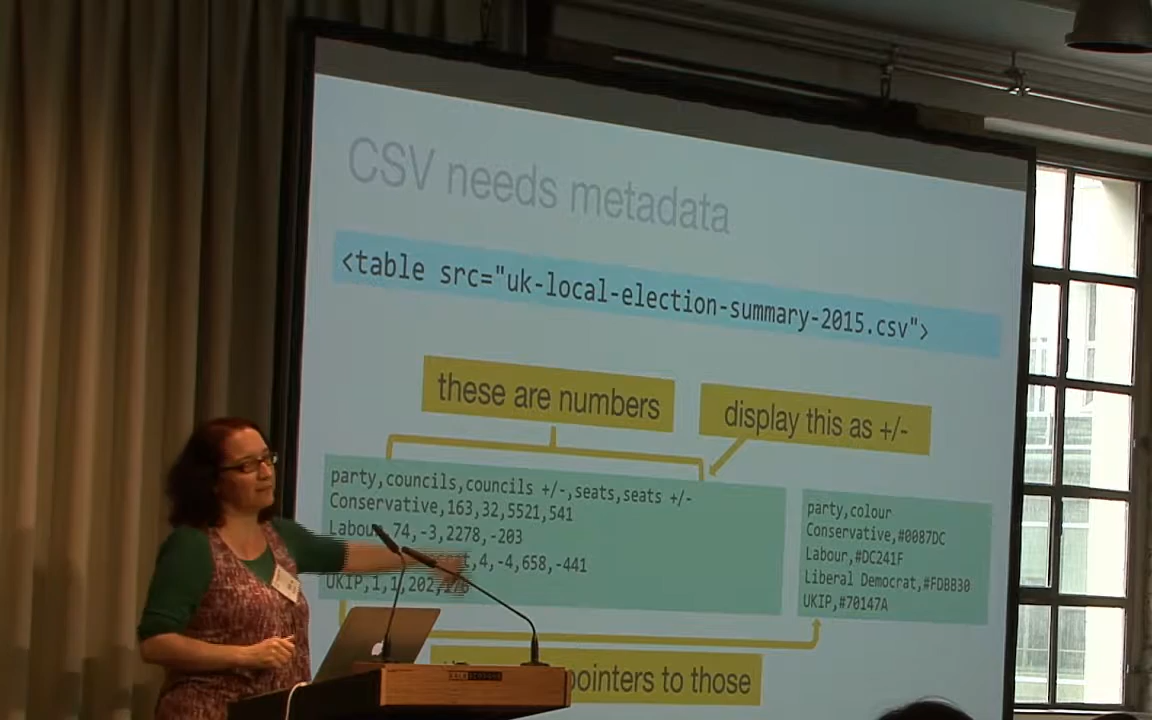 CSV needs metadata
<table src="uk-local-election-summary-2015.csv">
these are numbers
display this as +/-
party,councils,councils +/-,seats,seats +/-
Conservative,163,32,5521,541
Labour,74,-3,2278,-203
t,4,-4,658,-441
UKIP,1,1,202,176
party,colour
Conservative,#0087DC
Labour,#DC241F
Liberal Democrat,#FDBB30
UKIP,#70147A
pointers to those